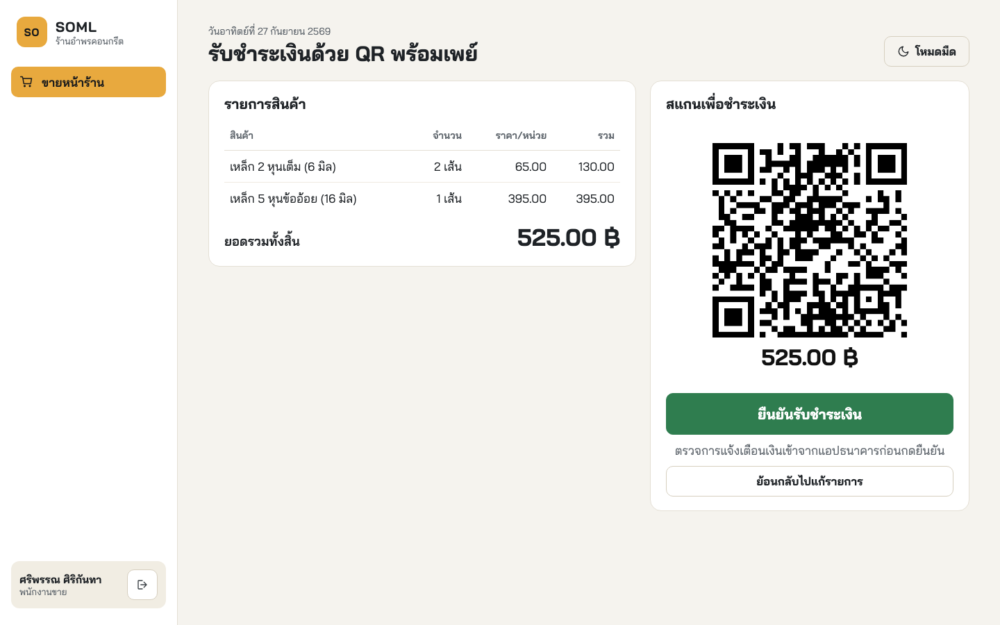 SO
SOML
ร้านอำพรคอนกรีต
ขายหน้าร้าน
ศริพรรณ ศิริกันทา
พนักงานขาย
วันอาทิตย์ที่ 27 กันยายน 2569
รับชำระเงินด้วย QR พร้อมเพย์
โหมดมืด
รายการสินค้า
สินค้า จำนวน ราคา/หน่วย รวม
เหล็ก 2 หุนเต็ม (6 มิล) 2 เส้น 65.00 130.00
เหล็ก 5 หุนข้ออ้อย (16 มิล) 1 เส้น 395.00 395.00
ยอดรวมทั้งสิ้น 525.00 ฿
สแกนเพื่อชำระเงิน
525.00 ฿
ยืนยันรับชำระเงิน
ตรวจการแจ้งเตือนเงินเข้าจากแอปธนาคารก่อนกดยืนยัน
ย้อนกลับไปแก้รายการ